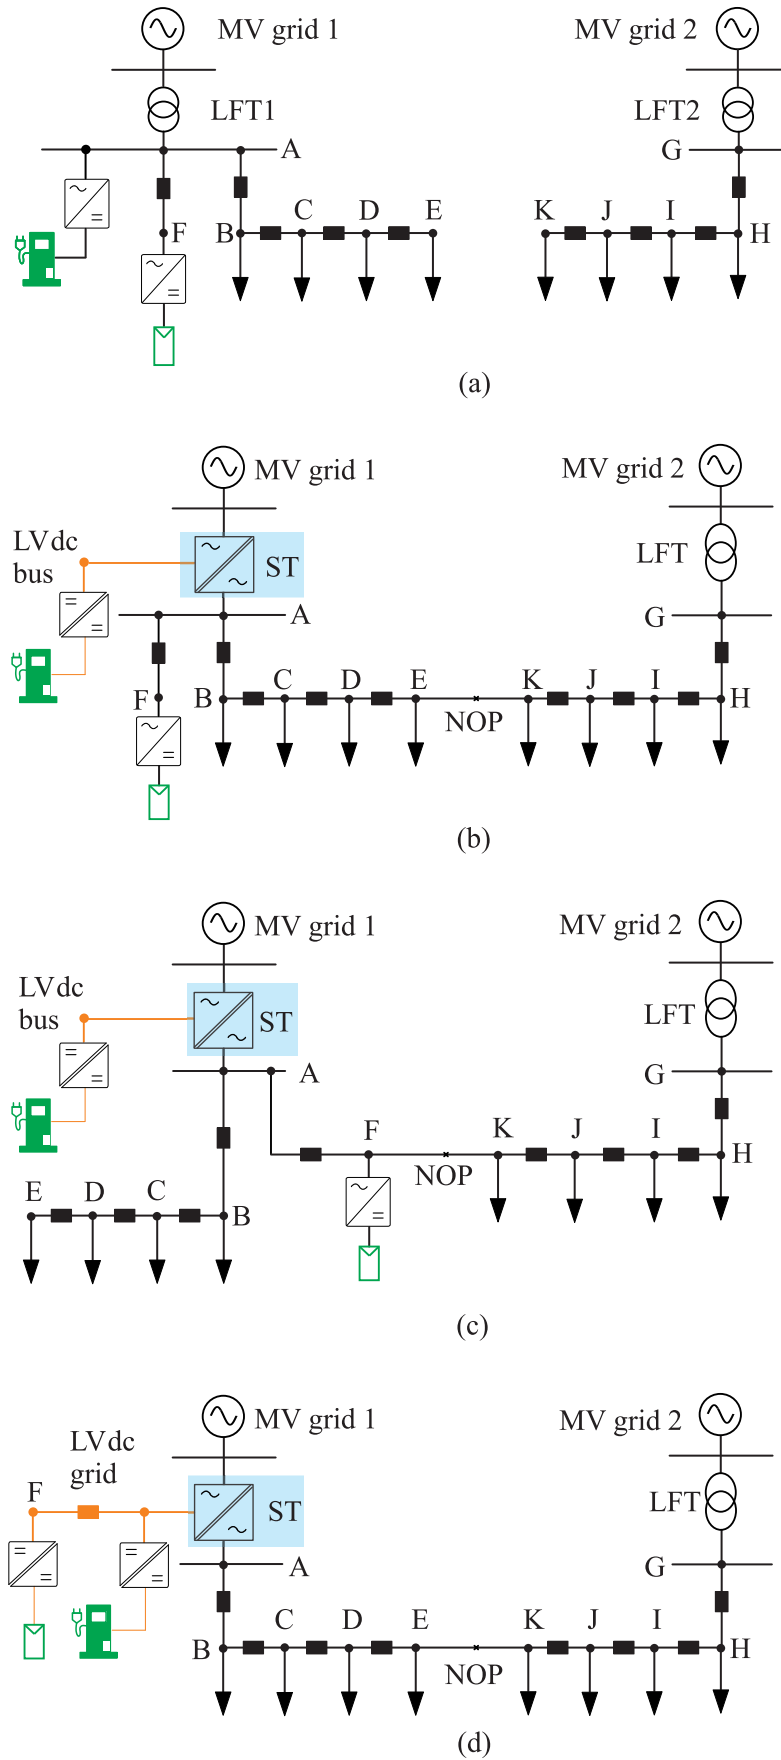 MV grid 1
MV grid 2
LFT1
LFT2
A
G
F
B
C
D
E
K
J
I
H
(a)
MV grid 1
MV grid 2
LVdc
bus
ST
LFT
A
G
F
B
C
D
E
NOP
K
J
I
H
(b)
MV grid 1
MV grid 2
LVdc
bus
ST
LFT
A
G
F
NOP
K
J
I
H
E
D
C
B
(c)
MV grid 1
MV grid 2
LVdc
grid
F
ST
LFT
A
G
B
C
D
E
NOP
K
J
I
H
(d)